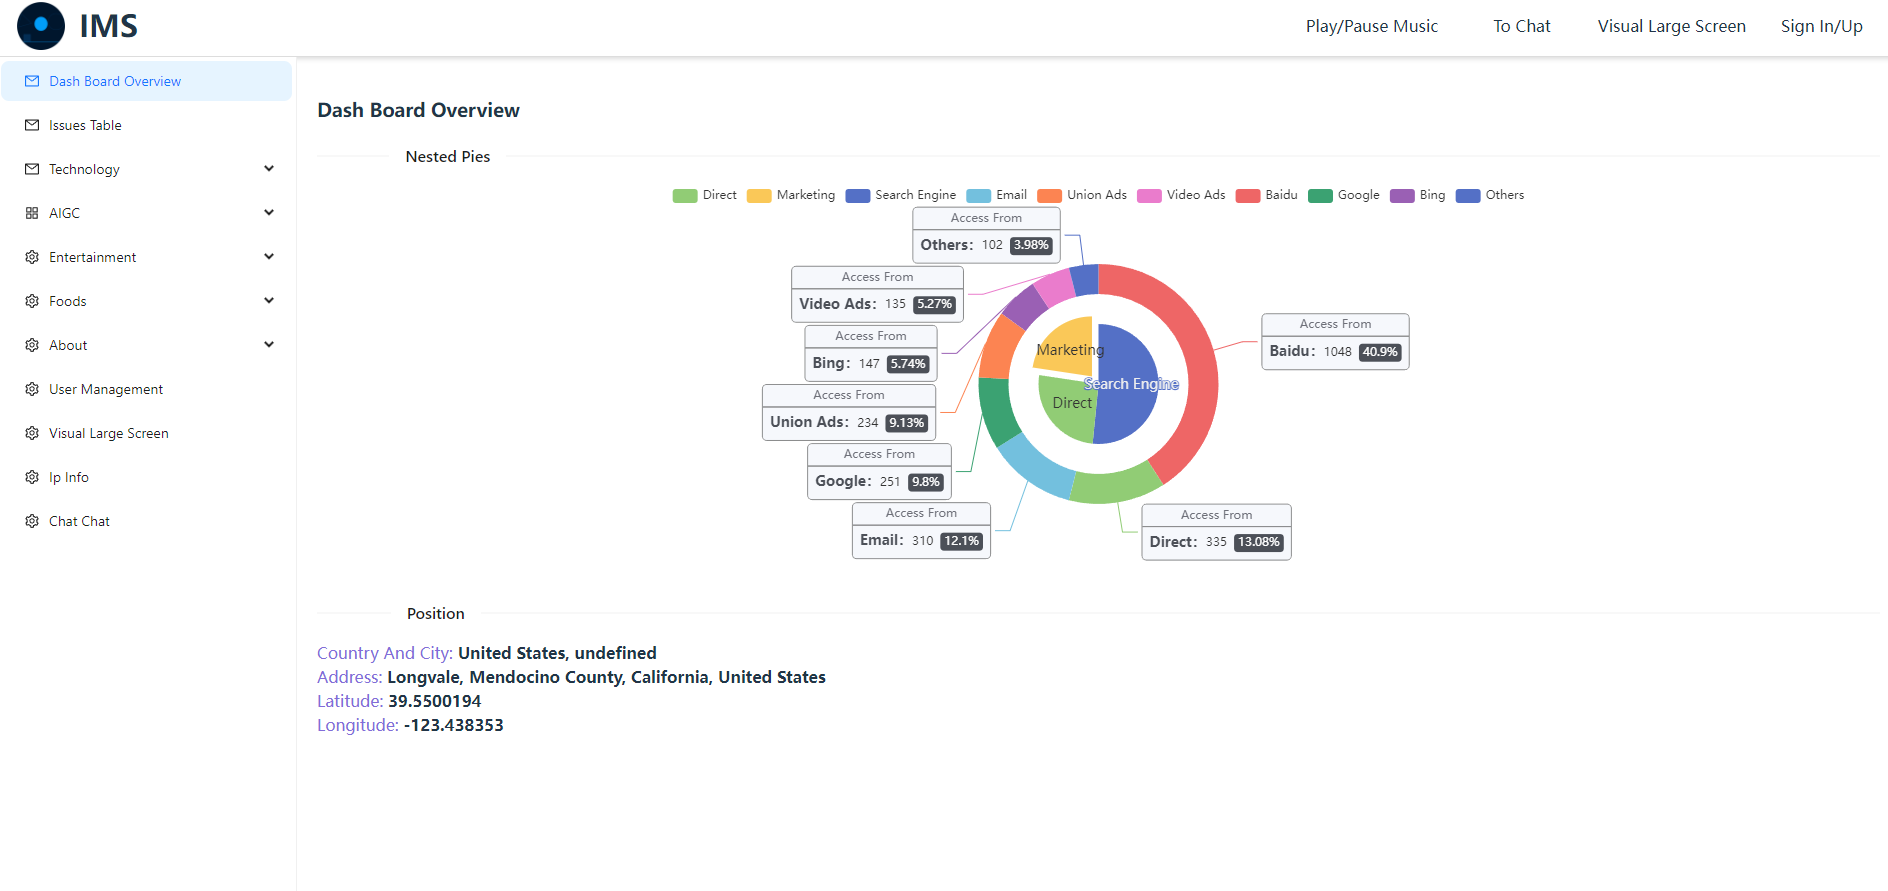 IMS
Play/Pause Music
To Chat
Visual Large Screen
Sign In/Up
Dash Board Overview
Issues Table
Technology
AIGC
Entertainment
Foods
About
User Management
Visual Large Screen
Ip Info
Chat Chat
Dash Board Overview
Nested Pies
Direct Marketing Search Engine Email Union Ads Video Ads Baidu Google Bing Others
Access From
Others: 102 3.98%
Access From
Video Ads: 135 5.27%
Access From
Bing: 147 5.74%
Access From
Union Ads: 234 9.13%
Access From
Google: 251 9.8%
Access From
Email: 310 12.1%
Access From
Baidu: 1048 40.9%
Access From
Direct: 335 13.08%
Marketing
Search Engine
Direct
Position
Country And City: United States, undefined
Address: Longvale, Mendocino County, California, United States
Latitude: 39.5500194
Longitude: -123.438353